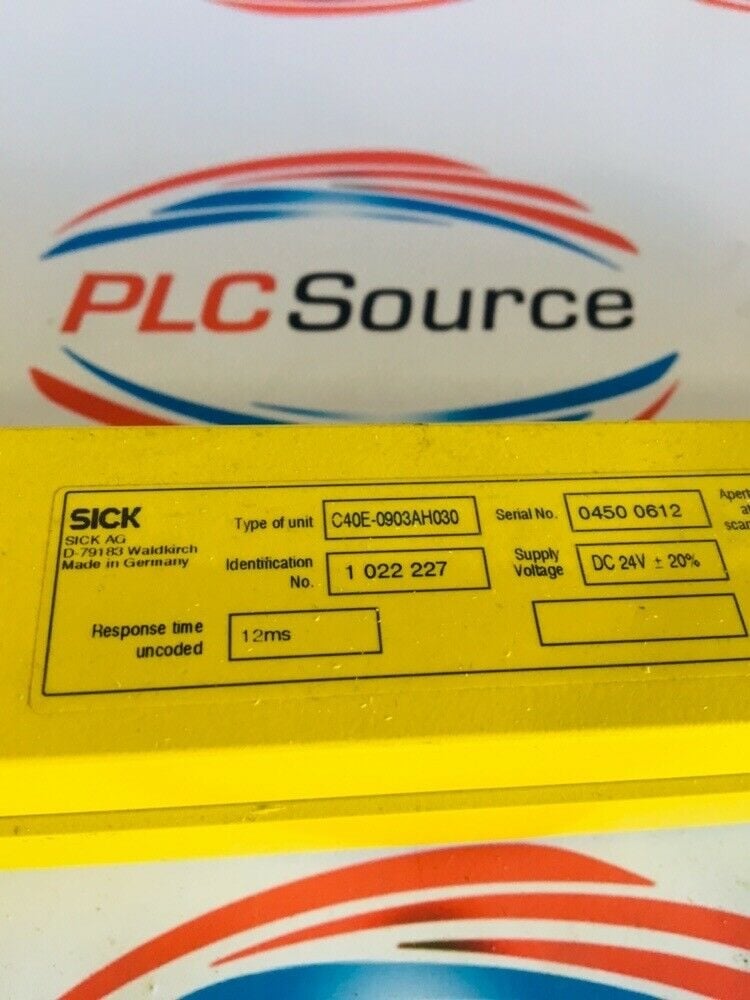 PLC Source
SICK
SICK AG
D-79183 Waldkirch
Made in Germany
Type of unit C40E-0903AH030
Serial No. 0450 0612
Identification
No. 1 022 227
Supply
Voltage DC 24V ± 20%
Response time
uncoded 12ms